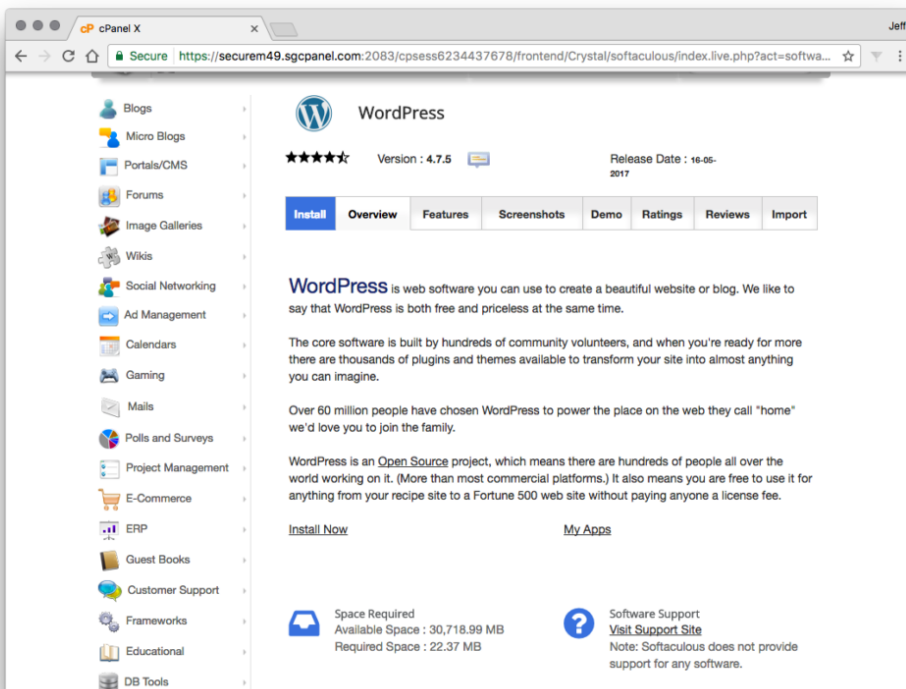 cP cPanel X
Jeff
Secure https://securem49.sgcpanel.com:2083/cpsess6234437678/frontend/Crystal/softaculous/index.live.php?act=softwa...
Blogs
Micro Blogs
Portals/CMS
Forums
Image Galleries
Wikis
Social Networking
Ad Management
Calendars
Gaming
Mails
Polls and Surveys
Project Management
E-Commerce
ERP
Guest Books
Customer Support
Frameworks
Educational
DB Tools
WordPress
Version : 4.7.5
Release Date : 16-05-
2017
Install Overview Features Screenshots Demo Ratings Reviews Import
WordPress is web software you can use to create a beautiful website or blog. We like to
say that WordPress is both free and priceless at the same time.
The core software is built by hundreds of community volunteers, and when you're ready for more
there are thousands of plugins and themes available to transform your site into almost anything
you can imagine.
Over 60 million people have chosen WordPress to power the place on the web they call "home"
we'd love you to join the family.
WordPress is an Open Source project, which means there are hundreds of people all over the
world working on it. (More than most commercial platforms.) It also means you are free to use it for
anything from your recipe site to a Fortune 500 web site without paying anyone a license fee.
Install Now
My Apps
Space Required
Available Space : 30,718.99 MB
Required Space : 22.37 MB
Software Support
Visit Support Site
Note: Softaculous does not provide
support for any software.